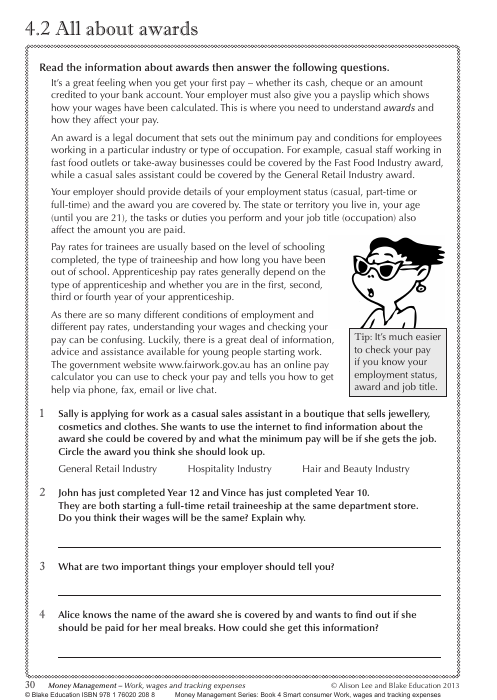 4.2 All about awards
Read the information about awards then answer the following questions.
It's a great feeling when you get your first pay – whether its cash, cheque or an amount
credited to your bank account. Your employer must also give you a payslip which shows
how your wages have been calculated. This is where you need to understand awards and
how they affect your pay.
An award is a legal document that sets out the minimum pay and conditions for employees
working in a particular industry or type of occupation. For example, casual staff working in
fast food outlets or take-away businesses could be covered by the Fast Food Industry award,
while a casual sales assistant could be covered by the General Retail Industry award.
Your employer should provide details of your employment status (casual, part-time or
full-time) and the award you are covered by. The state or territory you live in, your age
(until you are 21), the tasks or duties you perform and your job title (occupation) also
affect the amount you are paid.
Pay rates for trainees are usually based on the level of schooling
completed, the type of traineeship and how long you have been
out of school. Apprenticeship pay rates generally depend on the
type of apprenticeship and whether you are in the first, second,
third or fourth year of your apprenticeship.
As there are so many different conditions of employment and
different pay rates, understanding your wages and checking your
pay can be confusing. Luckily, there is a great deal of information,
advice and assistance available for young people starting work.
The government website www.fairwork.gov.au has an online pay
calculator you can use to check your pay and tells you how to get
help via phone, fax, email or live chat.
Tip: It's much easier
to check your pay
if you know your
employment status,
award and job title.
1 Sally is applying for work as a casual sales assistant in a boutique that sells jewellery,
cosmetics and clothes. She wants to use the internet to find information about the
award she could be covered by and what the minimum pay will be if she gets the job.
Circle the award you think she should look up.
General Retail Industry Hospitality Industry Hair and Beauty Industry
2 John has just completed Year 12 and Vince has just completed Year 10.
They are both starting a full-time retail traineeship at the same department store.
Do you think their wages will be the same? Explain why.
3 What are two important things your employer should tell you?
4 Alice knows the name of the award she is covered by and wants to find out if she
should be paid for her meal breaks. How could she get this information?
30 Money Management – Work, wages and tracking expenses © Alison Lee and Blake Education 2013
© Blake Education ISBN 978 1 76020 208 8 Money Management Series: Book 4 Smart consumer Work, wages and tracking expenses